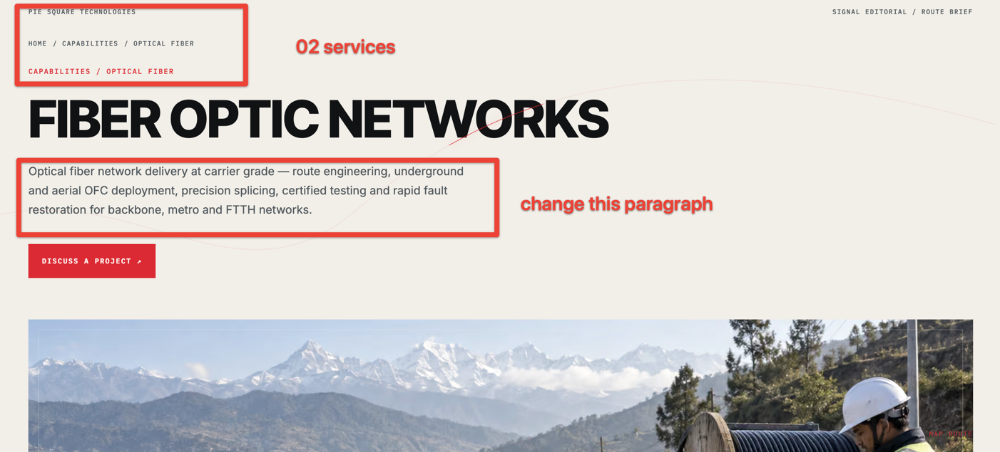 PIE SQUARE TECHNOLOGIES
SIGNAL EDITORIAL / ROUTE BRIEF
HOME / CAPABILITIES / OPTICAL FIBER
02 services
CAPABILITIES / OPTICAL FIBER
FIBER OPTIC NETWORKS
Optical fiber network delivery at carrier grade — route engineering, underground
and aerial OFC deployment, precision splicing, certified testing and rapid fault
restoration for backbone, metro and FTTH networks.
change this paragraph
DISCUSS A PROJECT ↗